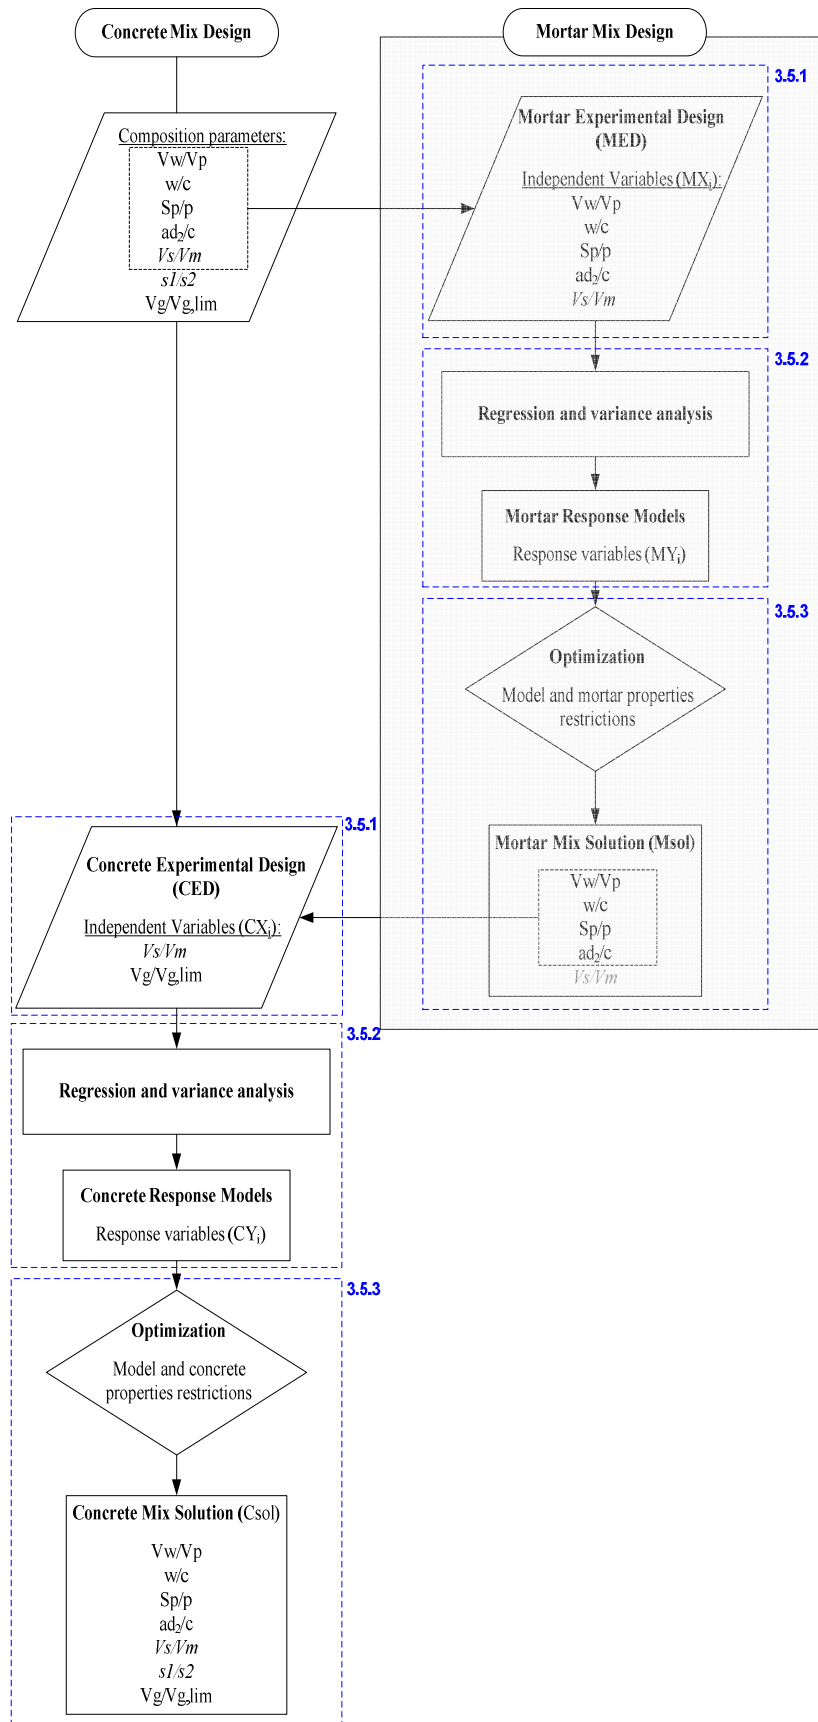 Concrete Mix Design
Composition parameters:
Vw/Vp
w/c
Sp/p
ad₂/c
Vs/Vm
s1/s2
Vg/Vg,lim
Mortar Mix Design
3.5.1
Mortar Experimental Design
(MED)
Independent Variables (MXᵢ):
Vw/Vp
w/c
Sp/p
ad₂/c
Vs/Vm
3.5.2
Regression and variance analysis
Mortar Response Models
Response variables (MYᵢ)
3.5.3
Optimization
Model and mortar properties
restrictions
Mortar Mix Solution (Msol)
Vw/Vp
w/c
Sp/p
ad₂/c
Vs/Vm
3.5.1
Concrete Experimental Design
(CED)
Independent Variables (CXᵢ):
Vs/Vm
Vg/Vg,lim
3.5.2
Regression and variance analysis
Concrete Response Models
Response variables (CYᵢ)
3.5.3
Optimization
Model and concrete
properties restrictions
Concrete Mix Solution (Csol)
Vw/Vp
w/c
Sp/p
ad₂/c
Vs/Vm
s1/s2
Vg/Vg,lim